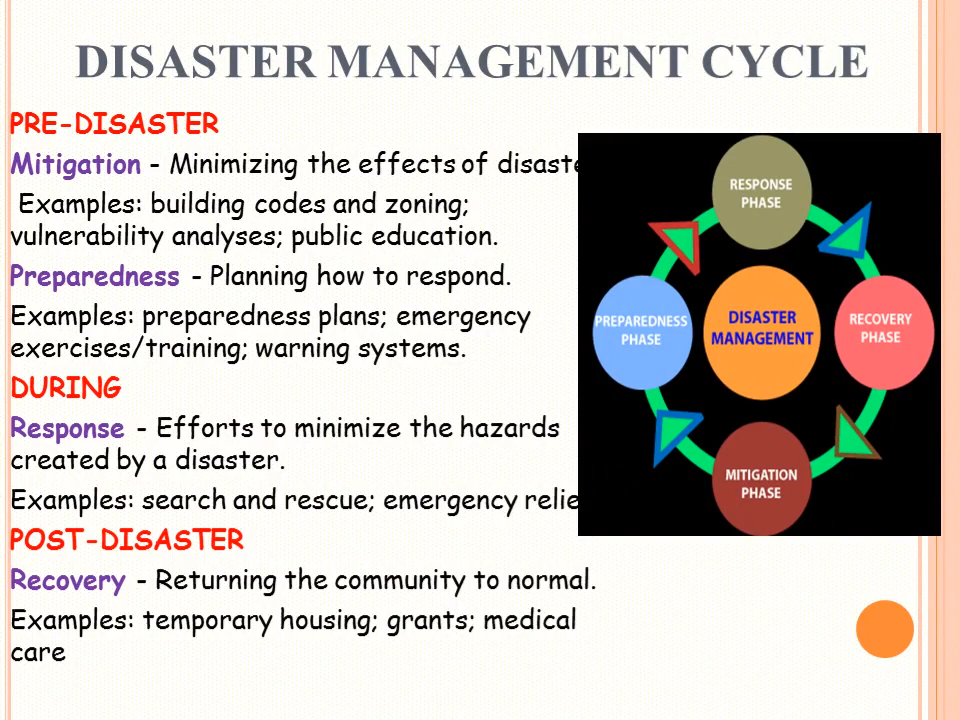 DISASTER MANAGEMENT CYCLE
PRE-DISASTER
Mitigation - Minimizing the effects of disaste
Examples: building codes and zoning;
vulnerability analyses; public education.
Preparedness - Planning how to respond.
Examples: preparedness plans; emergency
exercises/training; warning systems.
DURING
Response - Efforts to minimize the hazards
created by a disaster.
Examples: search and rescue; emergency relie
POST-DISASTER
Recovery - Returning the community to normal.
Examples: temporary housing; grants; medical
care
RESPONSE
PHASE
PREPAREDNESS
PHASE
DISASTER
MANAGEMENT
RECOVERY
PHASE
MITIGATION
PHASE